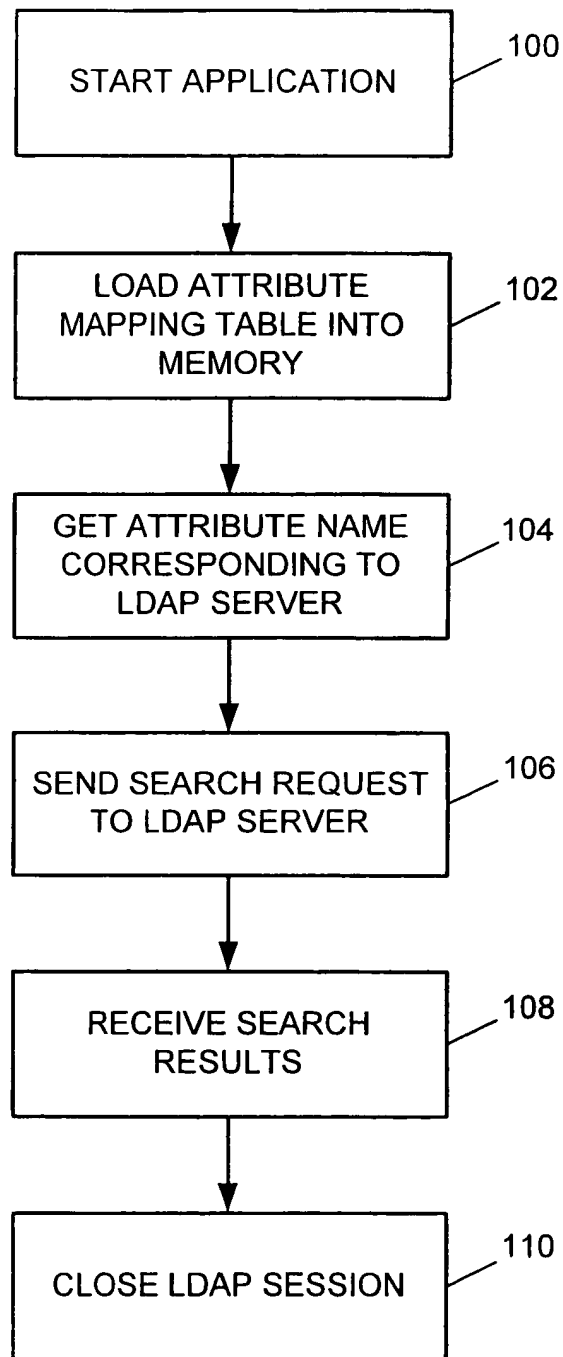 START APPLICATION
100
LOAD ATTRIBUTE
MAPPING TABLE INTO
MEMORY
102
GET ATTRIBUTE NAME
CORRESPONDING TO
LDAP SERVER
104
SEND SEARCH REQUEST
TO LDAP SERVER
106
RECEIVE SEARCH
RESULTS
108
CLOSE LDAP SESSION
110